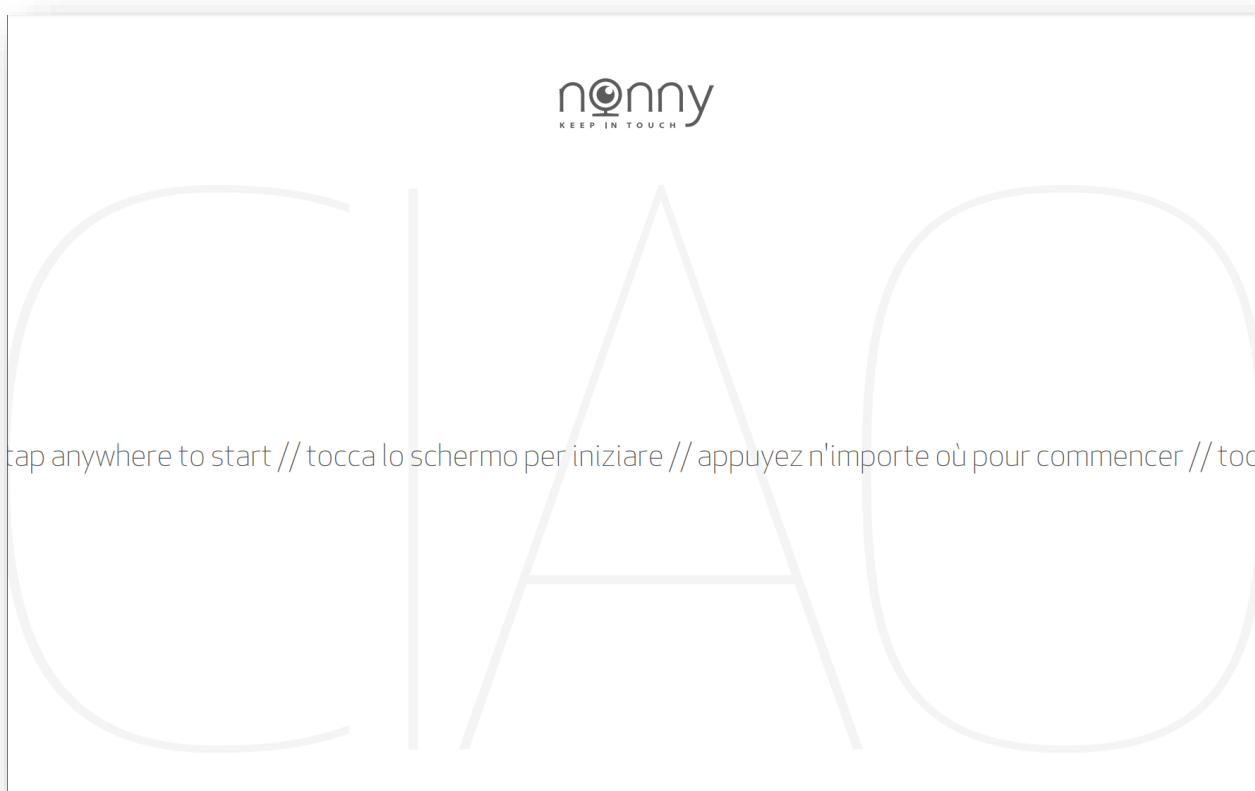 nonny
KEEP IN TOUCH
CIAO
tap anywhere to start // tocca lo schermo per iniziare // appuyez n'importe où pour commencer // toc